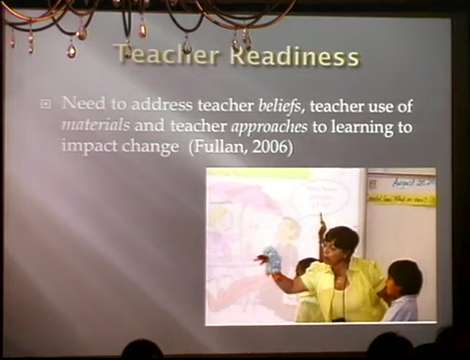 Teacher Readiness
Need to address teacher beliefs, teacher use of
materials and teacher approaches to learning to
impact change (Fullan, 2006)
August